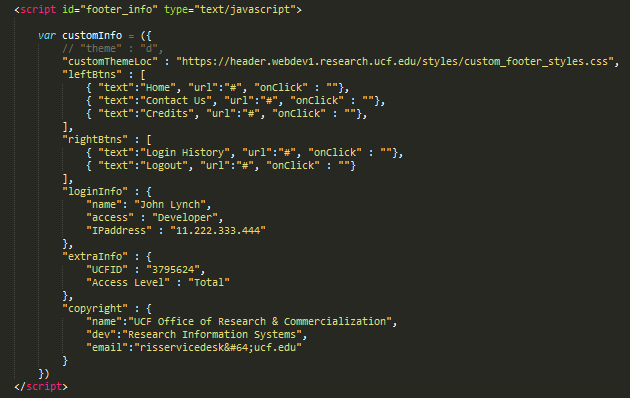 <script id="footer_info" type="text/javascript">
var customInfo = ({
// "theme" : "d",
"customThemeLoc" : "https://header.webdev1.research.ucf.edu/styles/custom_footer_styles.css",
"leftBtns" : [
{ "text":"Home", "url":"#", "onClick" : ""},
{ "text":"Contact Us", "url":"#", "onClick" : ""},
{ "text":"Credits", "url":"#", "onClick" : ""},
],
"rightBtns" : [
{ "text":"Login History", "url":"#", "onClick" : ""},
{ "text":"Logout", "url":"#", "onClick" : ""}
],
"loginInfo" : {
"name": "John Lynch",
"access" : "Developer",
"IPaddress" : "11.222.333.444"
},
"extraInfo" : {
"UCFID" : "3795624",
"Access Level" : "Total"
},
"copyright" : {
"name":"UCF Office of Research & Commercialization",
"dev":"Research Information Systems",
"email":"risservicedesk&#64;ucf.edu"
}
})
</script>